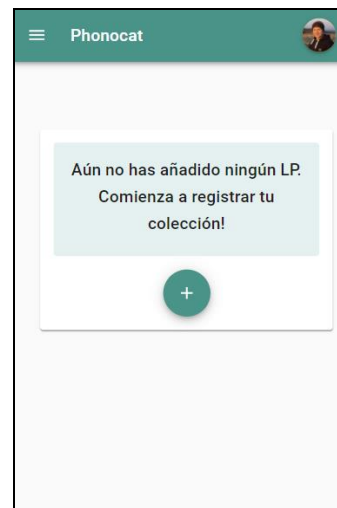 Phonocat
Aún no has añadido ningún LP.
Comienza a registrar tu
colección!
+